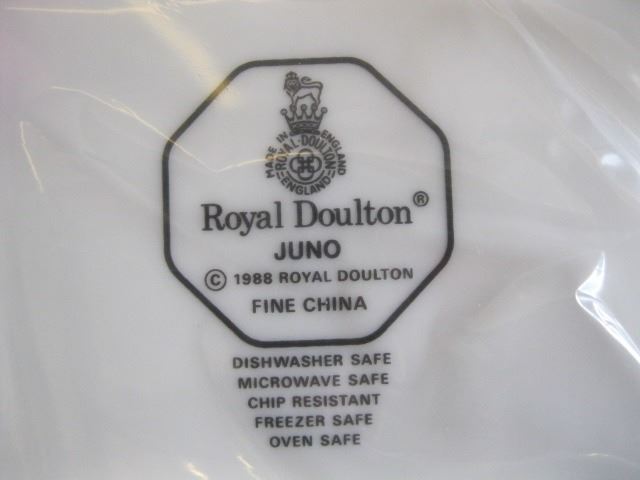 MADE IN ENGLAND
ROYAL·DOULTON
ENGLAND
Royal Doulton®
JUNO
© 1988 ROYAL DOULTON
FINE CHINA
DISHWASHER SAFE
MICROWAVE SAFE
CHIP RESISTANT
FREEZER SAFE
OVEN SAFE